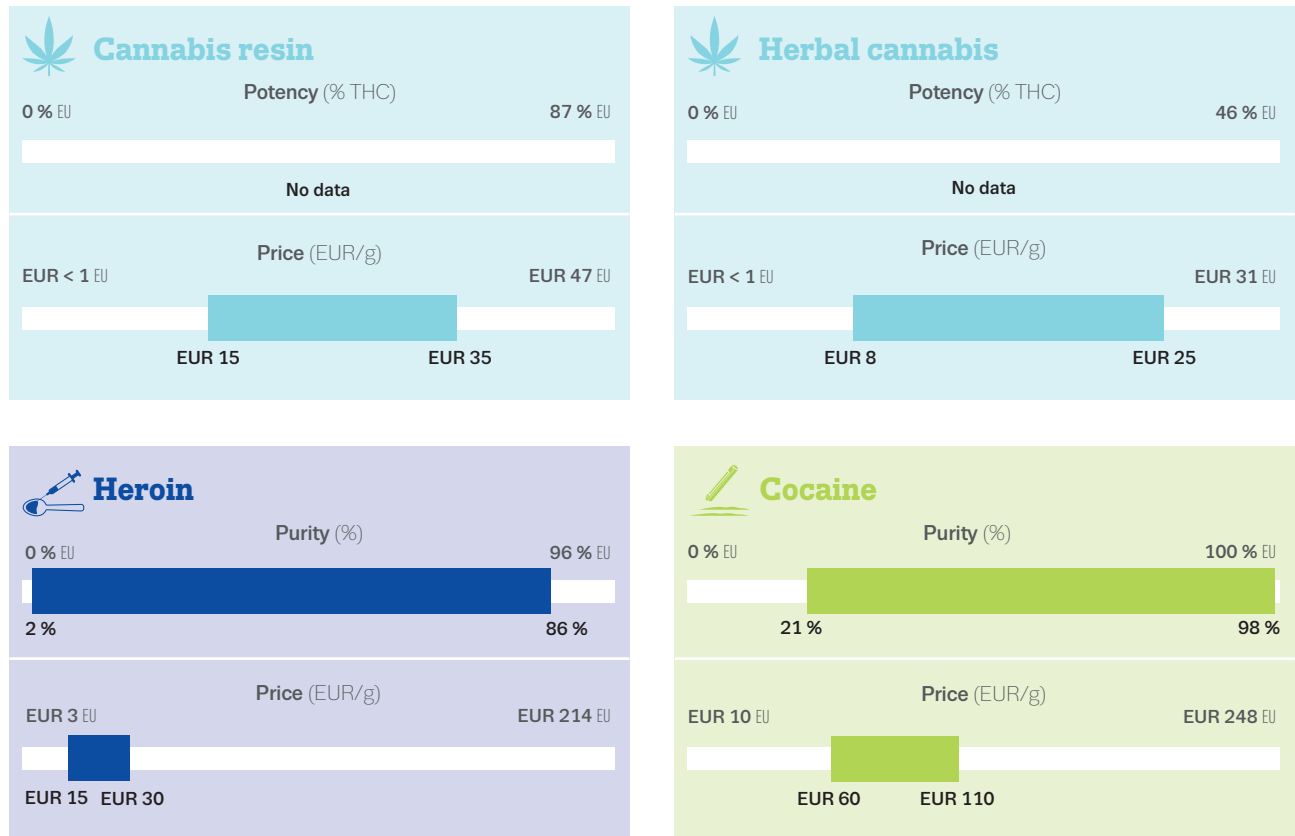 Cannabis resin
Potency (% THC)
0 % EU 87 % EU
No data
Price (EUR/g)
EUR < 1 EU EUR 47 EU
EUR 15 EUR 35
Herbal cannabis
Potency (% THC)
0 % EU 46 % EU
No data
Price (EUR/g)
EUR < 1 EU EUR 31 EU
EUR 8 EUR 25
Heroin
Purity (%)
0 % EU 96 % EU
2 % 86 %
Price (EUR/g)
EUR 3 EU EUR 214 EU
EUR 15 EUR 30
Cocaine
Purity (%)
0 % EU 100 % EU
21 % 98 %
Price (EUR/g)
EUR 10 EU EUR 248 EU
EUR 60 EUR 110